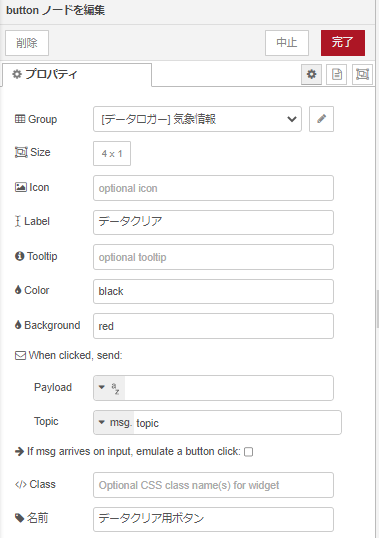 button ノードを編集
削除 中止 完了
プロパティ
Group [データロガー] 気象情報
Size 4 x 1
Icon optional icon
Label データクリア
Tooltip optional tooltip
Color black
Background red
When clicked, send:
Payload a z
Topic msg. topic
If msg arrives on input, emulate a button click:
</> Class Optional CSS class name(s) for widget
名前 データクリア用ボタン